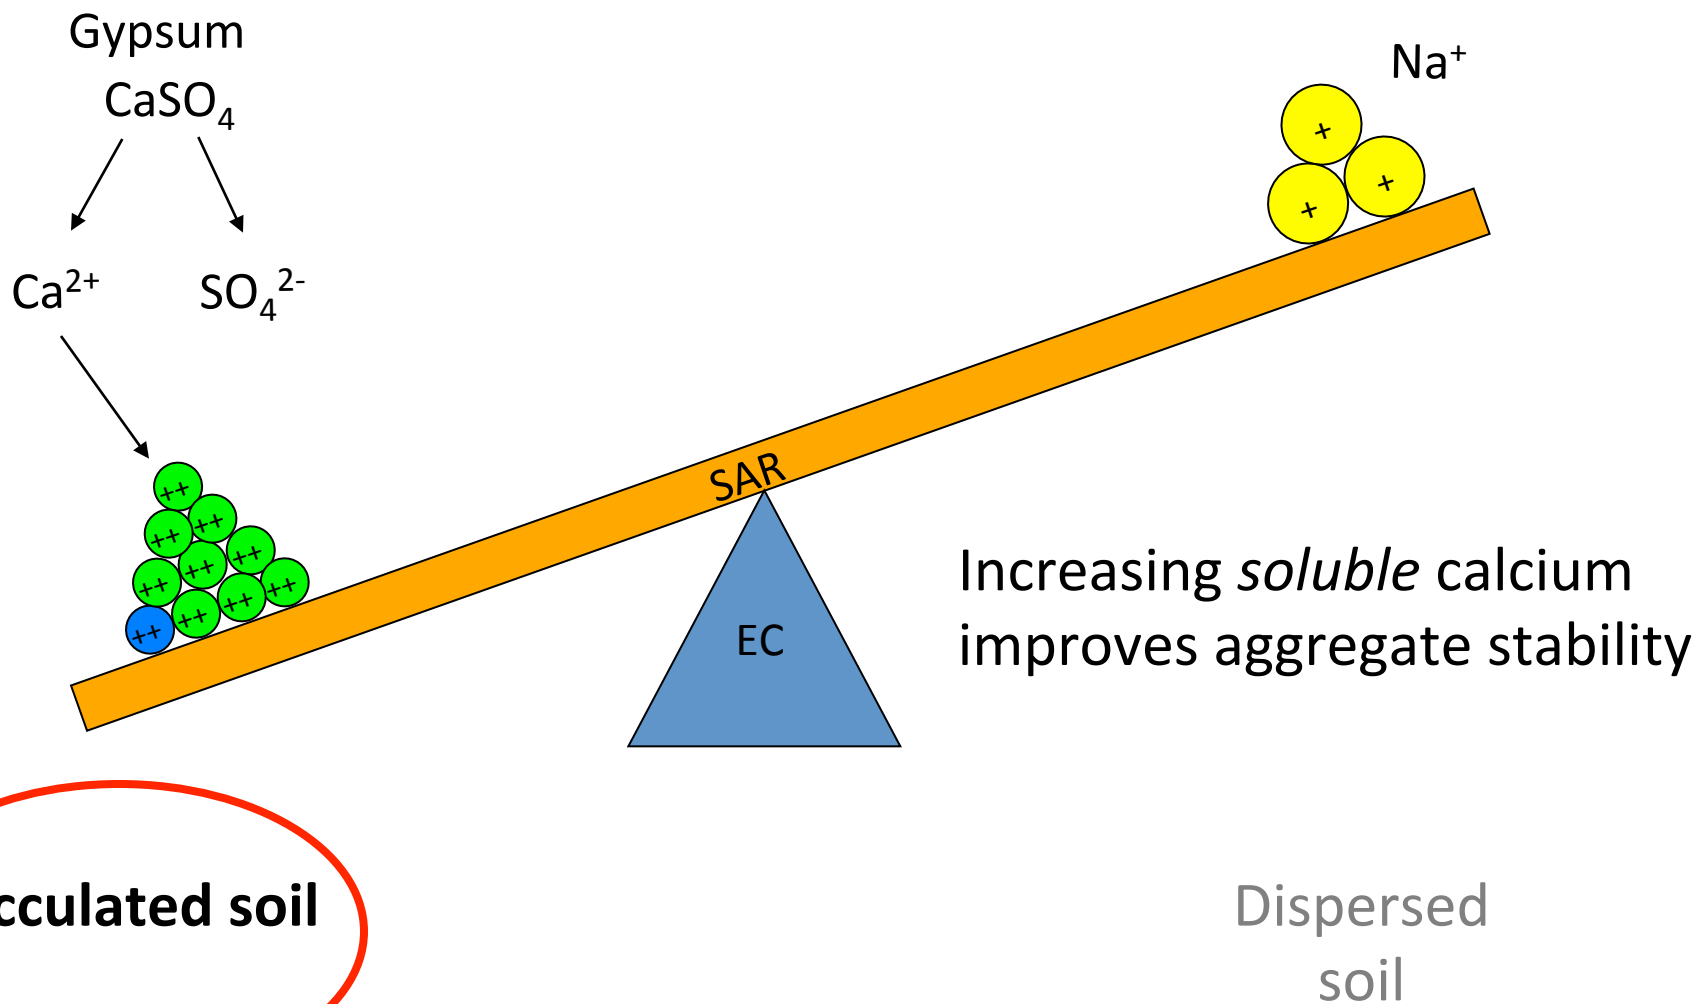 Gypsum
CaSO₄
Na⁺
Ca²⁺ SO₄²⁻
+
+
+
++
++
++
++
++
++
++
++
++
++
SAR
EC
Increasing soluble calcium
improves aggregate stability
cculated soil
Dispersed
soil